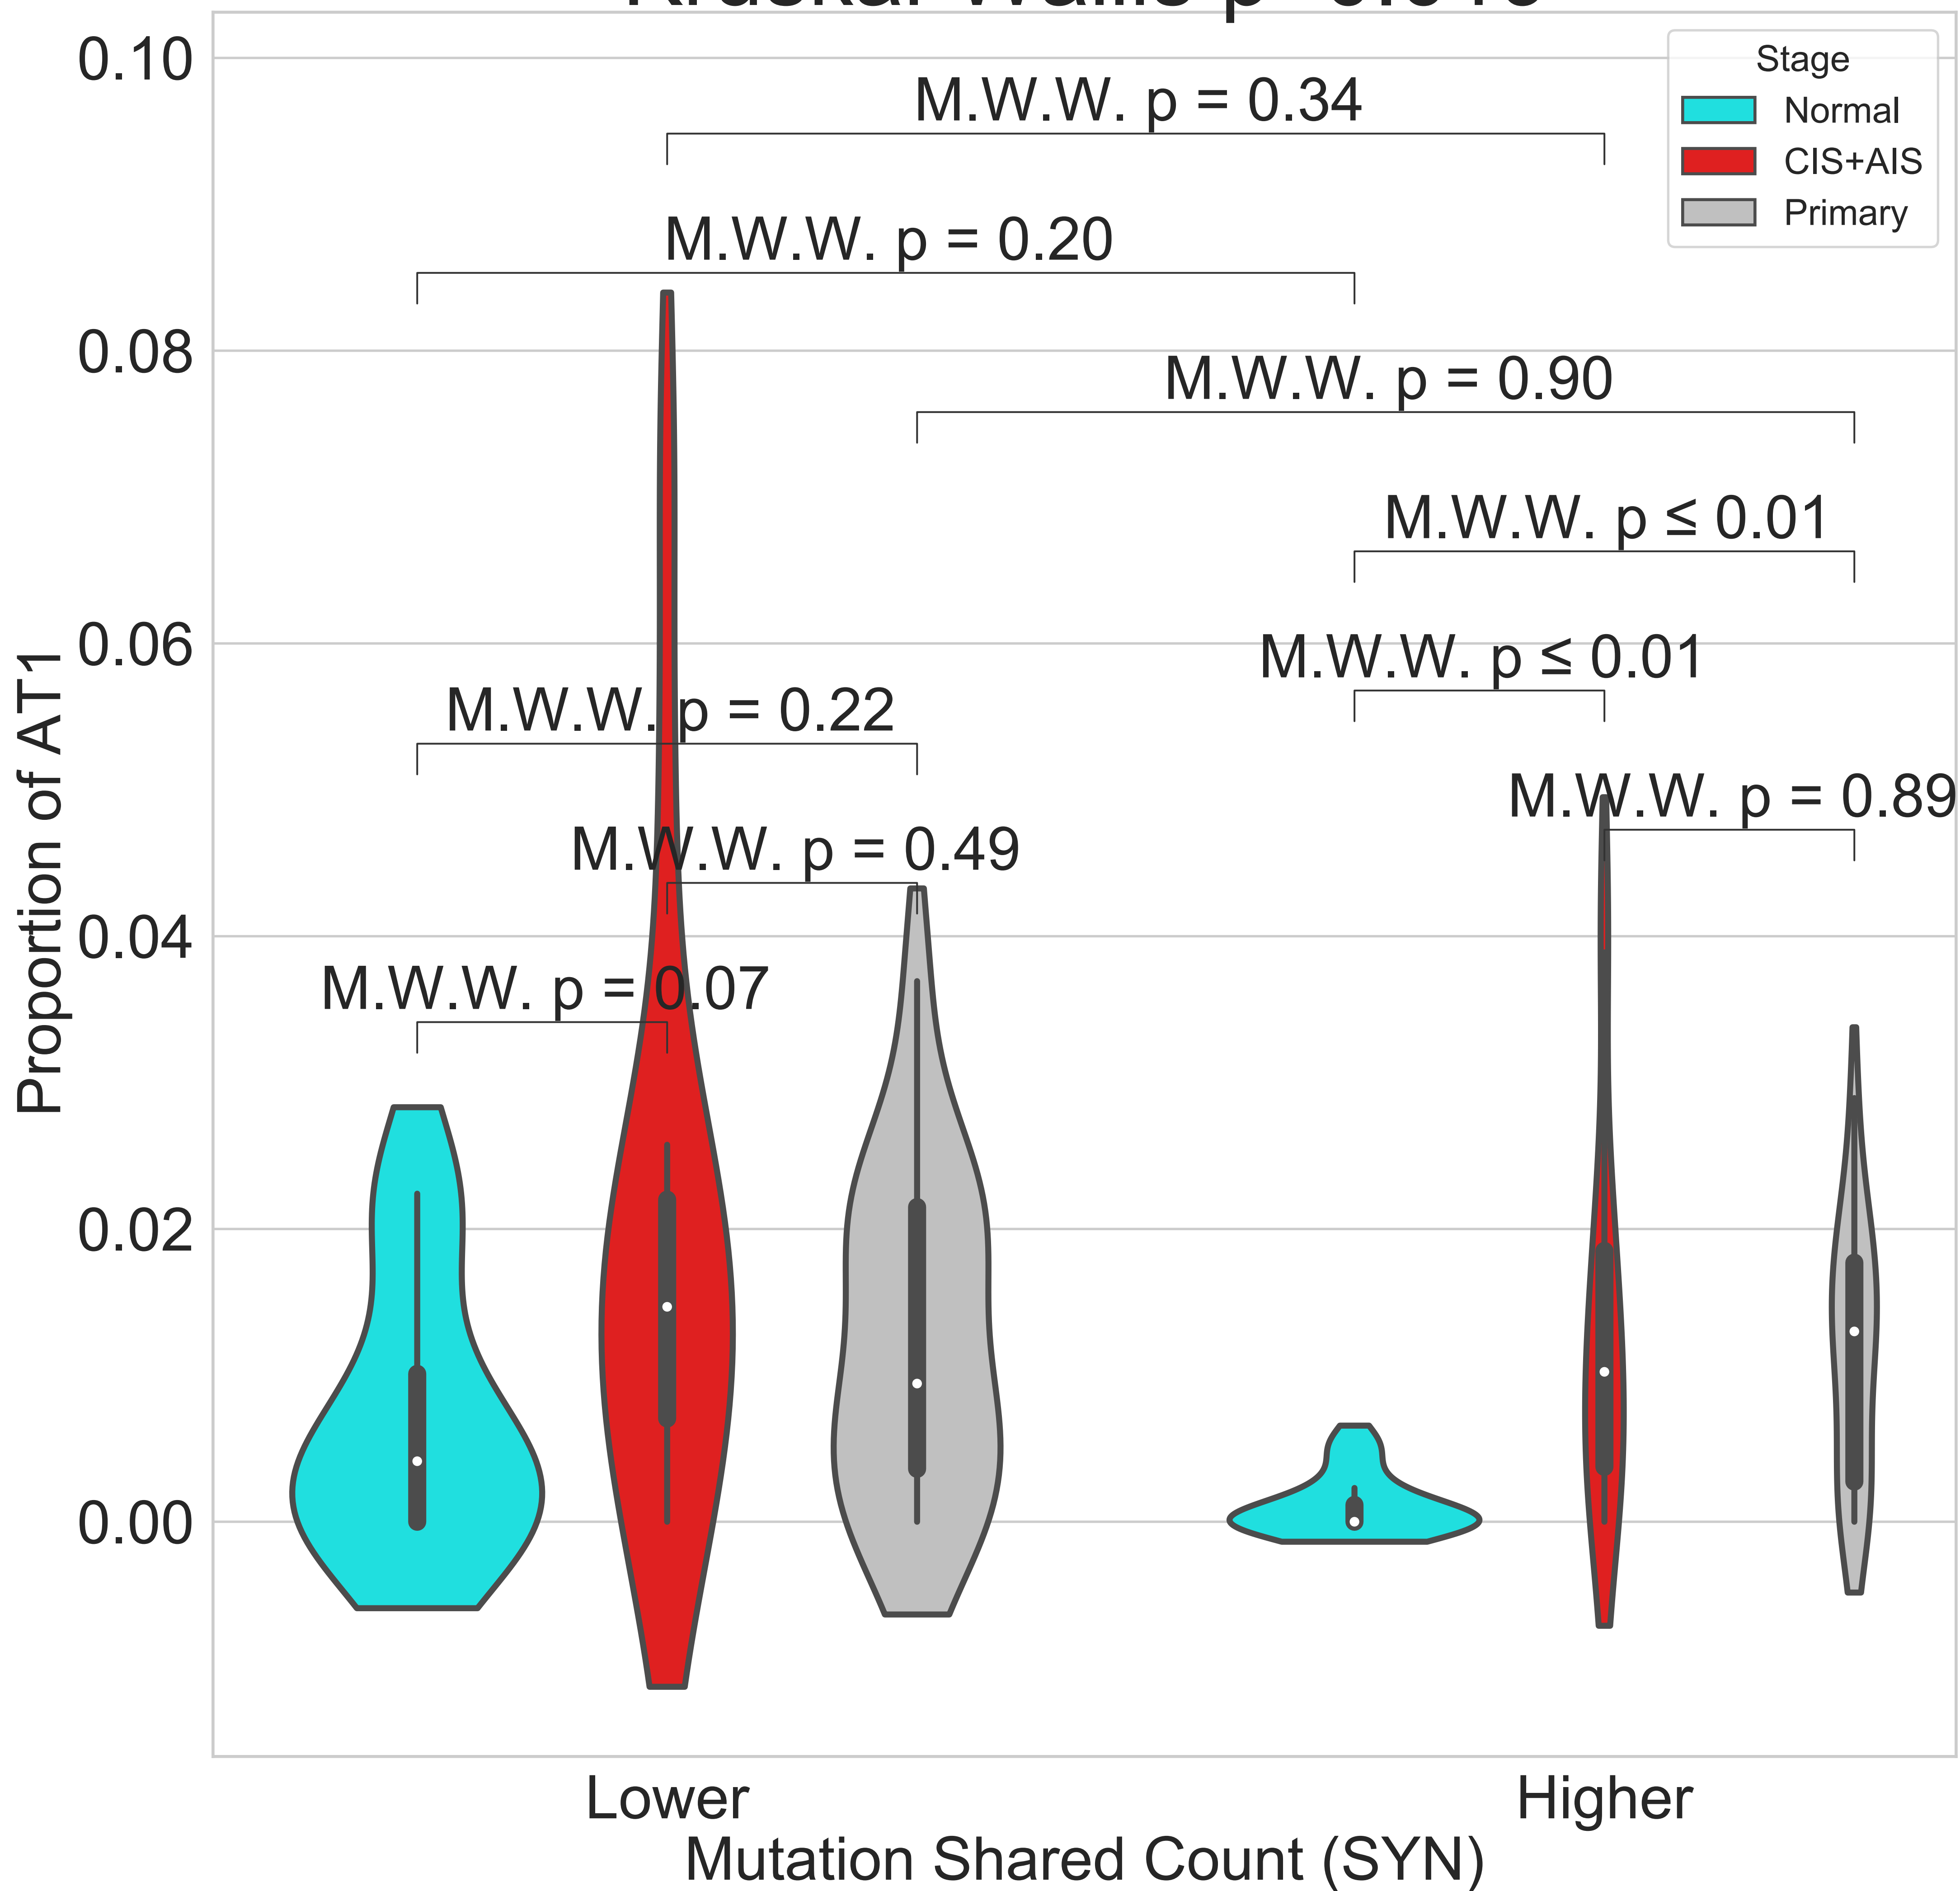 0.10
0.08
0.06
0.04
0.02
0.00
Proportion of AT1
Stage
Normal
CIS+AIS
Primary
M.W.W. p = 0.34
M.W.W. p = 0.20
M.W.W. p = 0.90
M.W.W. p ≤ 0.01
M.W.W. p ≤ 0.01
M.W.W. p = 0.22
M.W.W. p = 0.89
M.W.W. p = 0.49
M.W.W. p = 0.07
Lower
Higher
Mutation Shared Count (SYN)